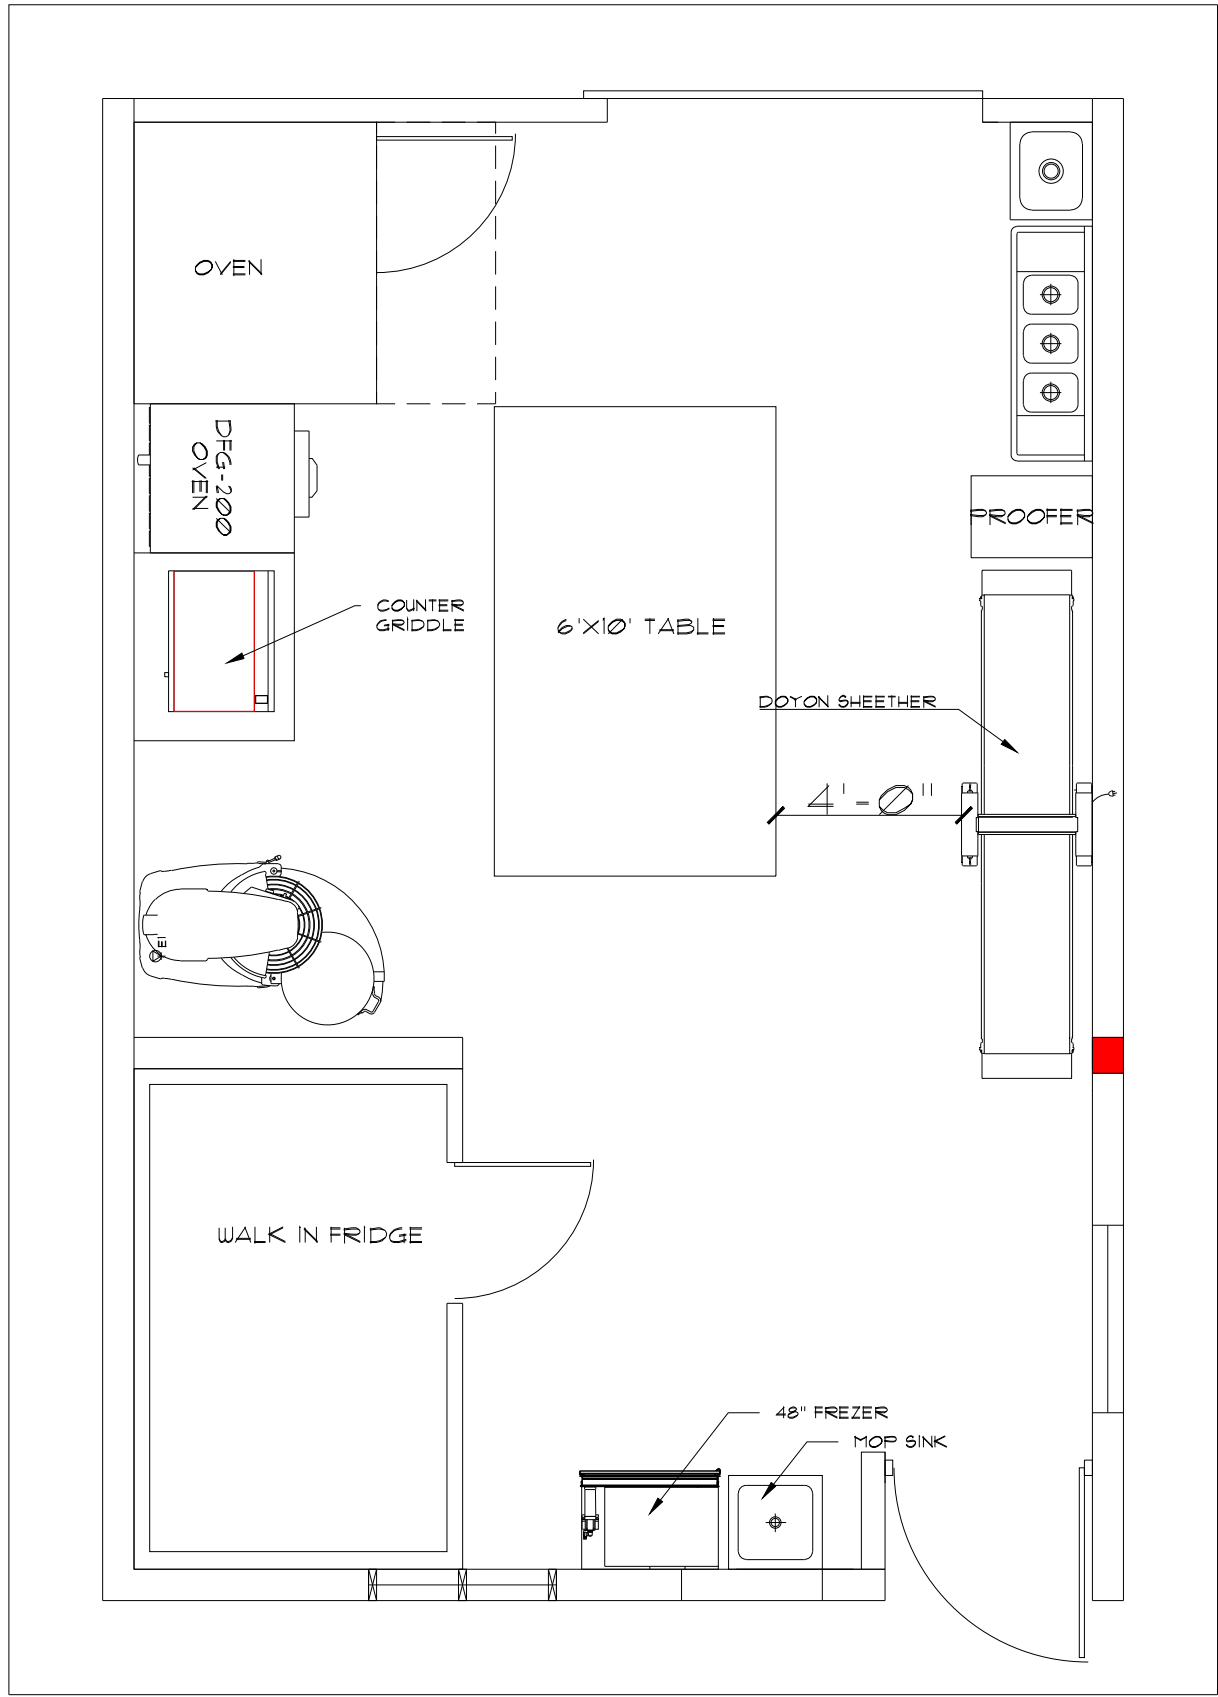 OVEN
DFG-200
OVEN
PROOFER
COUNTER
GRIDDLE
6'X10' TABLE
DOYON SHEETHER
4'-0"
WALK IN FRIDGE
48" FREZER
MOP SINK